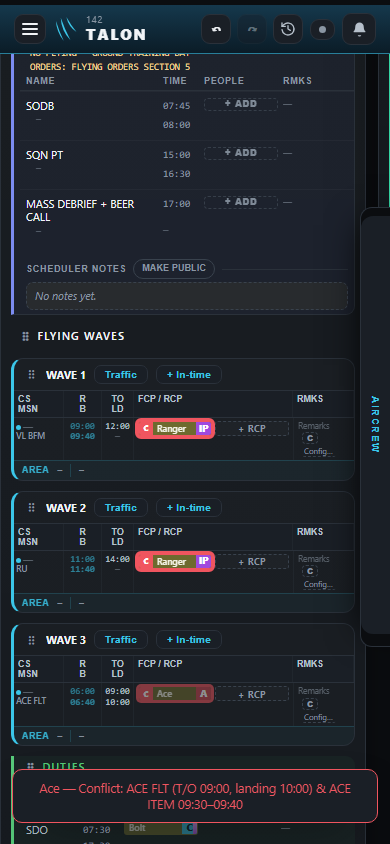 142
TALON
NO FLYING - GROUND TRAINING DAY
ORDERS: FLYING ORDERS SECTION 5
NAME TIME PEOPLE RMKS
SODB 07:45 + ADD —
– 08:00
SQN PT 15:00 + ADD —
– 16:30
MASS DEBRIEF + BEER CALL 17:00 + ADD —
– –
SCHEDULER NOTES MAKE PUBLIC
No notes yet.
FLYING WAVES
WAVE 1 Traffic + In-time
CS MSN R B TO LD FCP / RCP RMKS
— 09:00 12:00 C Ranger IP + RCP Remarks
VL BFM 09:40 — C
Config...
AREA – –
WAVE 2 Traffic + In-time
CS MSN R B TO LD FCP / RCP RMKS
— 11:00 14:00 C Ranger IP + RCP Remarks
RU 11:40 — C
Config...
AREA – –
WAVE 3 Traffic + In-time
CS MSN R B TO LD FCP / RCP RMKS
— 06:00 09:00 C Ace A + RCP Remarks
ACE FLT 06:40 10:00 C
Config...
AREA – –
DUTIES
Ace — Conflict: ACE FLT (T/O 09:00, landing 10:00) & ACE
ITEM 09:30–09:40
SDO 07:30 Bolt C —
AIRCREW